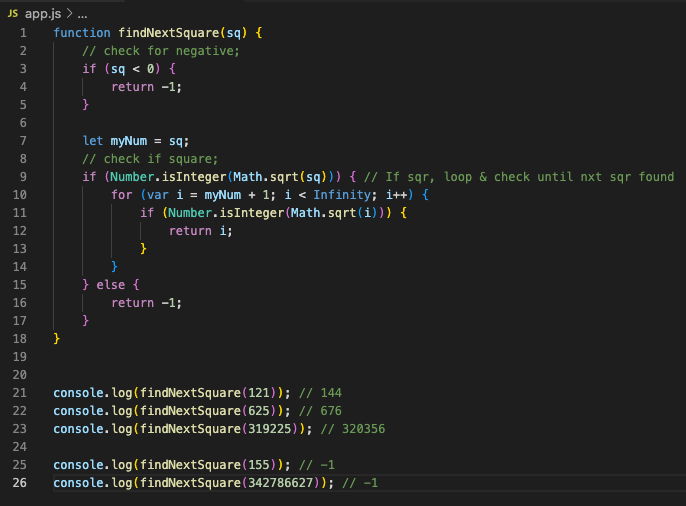 JS app.js > ...
1 function findNextSquare(sq) {
2 // check for negative;
3 if (sq < 0) {
4 return -1;
5 }
6
7 let myNum = sq;
8 // check if square;
9 if (Number.isInteger(Math.sqrt(sq))) { // If sqr, loop & check until nxt sqr found
10 for (var i = myNum + 1; i < Infinity; i++) {
11 if (Number.isInteger(Math.sqrt(i))) {
12 return i;
13 }
14 }
15 } else {
16 return -1;
17 }
18 }
19
20
21 console.log(findNextSquare(121)); // 144
22 console.log(findNextSquare(625)); // 676
23 console.log(findNextSquare(319225)); // 320356
24
25 console.log(findNextSquare(155)); // -1
26 console.log(findNextSquare(342786627)); // -1